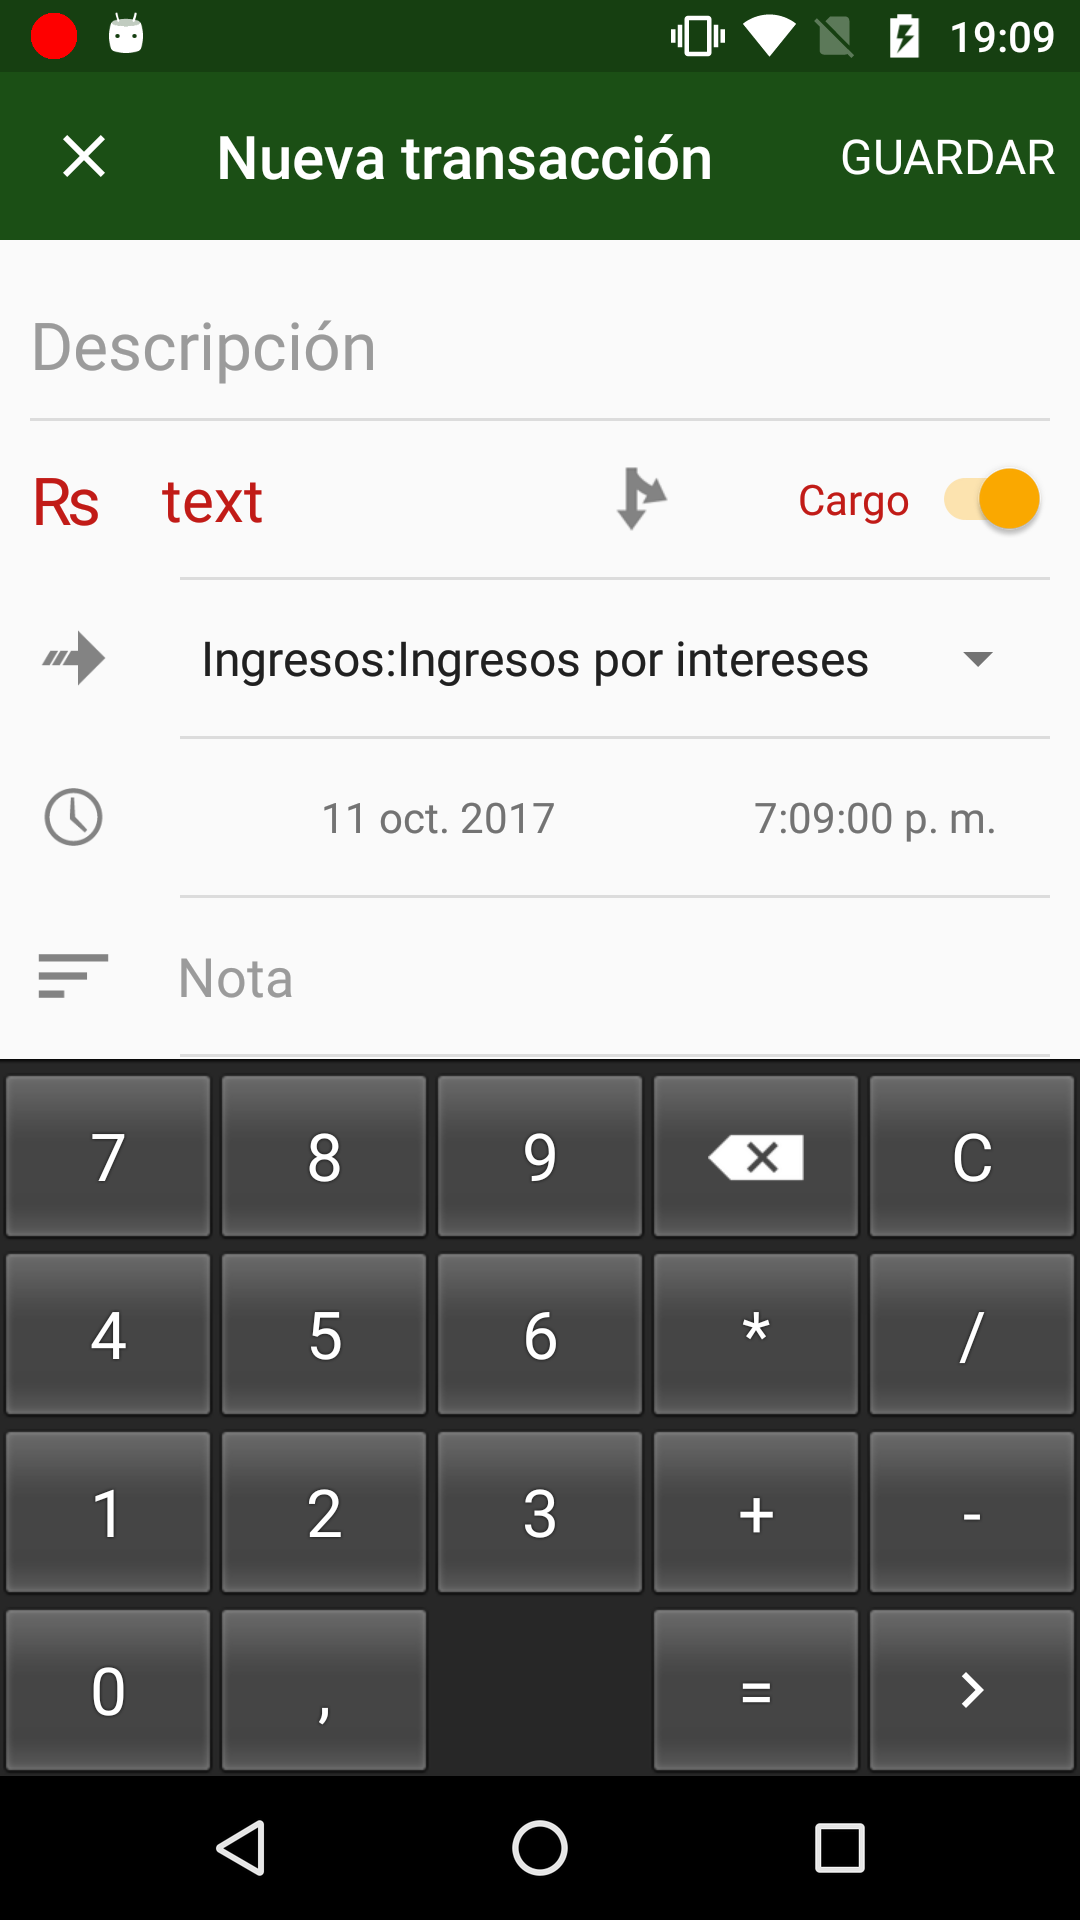 19:09
Nueva transacción GUARDAR
Descripción
₨ text Cargo
Ingresos:Ingresos por intereses
11 oct. 2017 7:09:00 p. m.
Nota
7 8 9 C
4 5 6 * /
1 2 3 + -
0 , = >